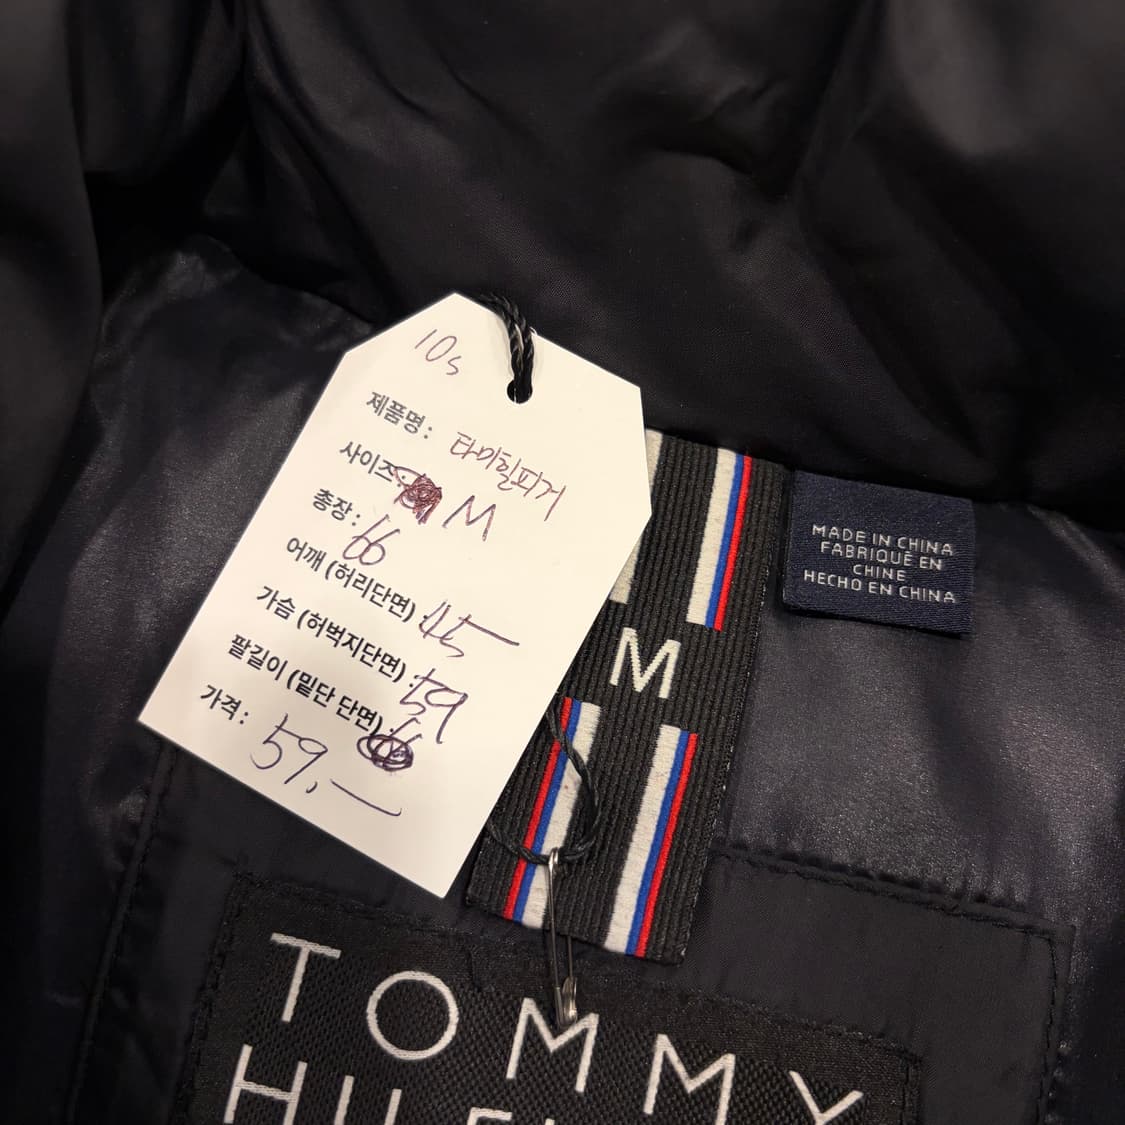 10s
제품명: 타미힐피거
사이즈: M
총장: 66
어깨 (허리단면) 45
가슴 (허벅지단면) : 59
팔길이 (밑단 단면)
가격: 59,—
M
MADE IN CHINA
FABRIQUÉ EN
CHINE
HECHO EN CHINA
TOMMY